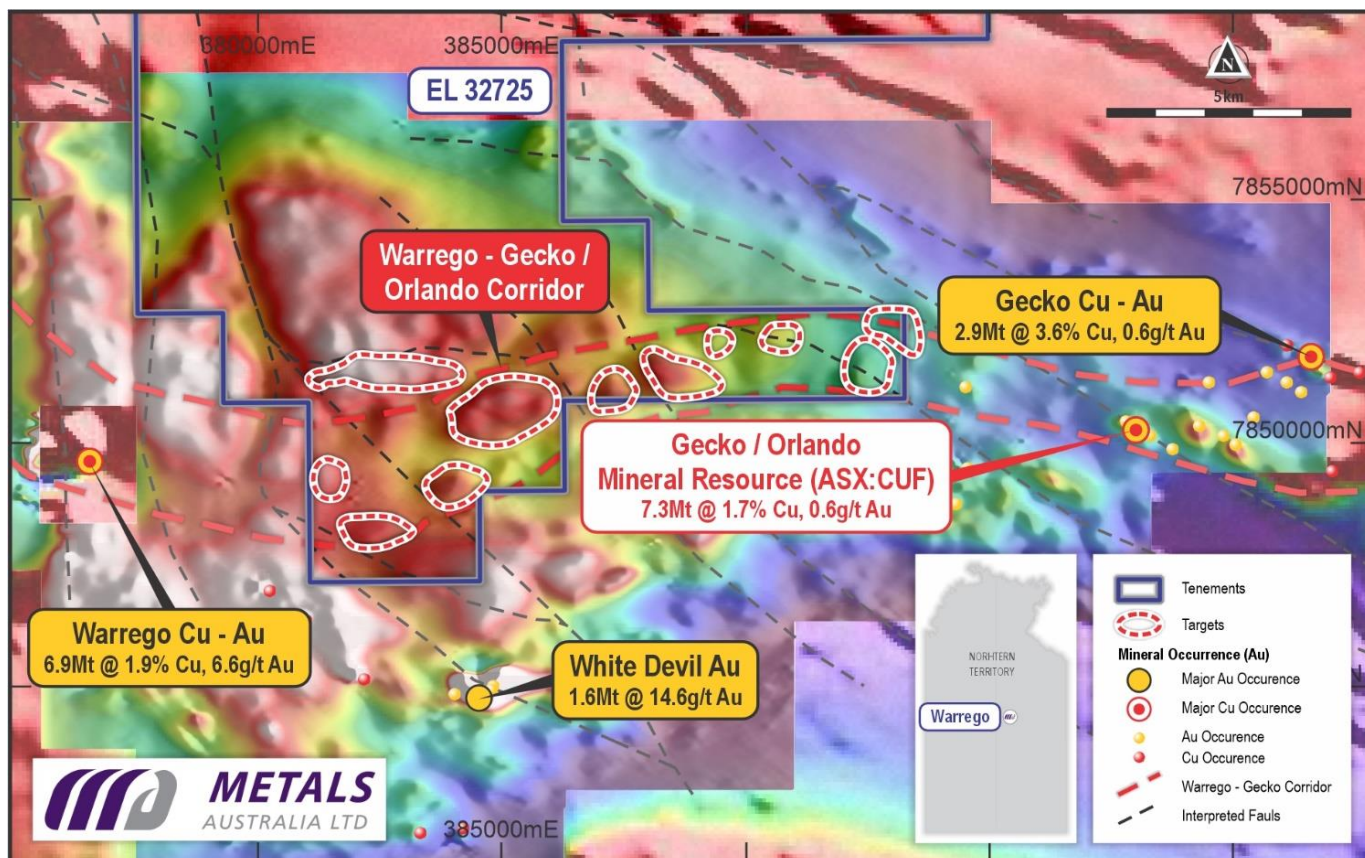 380000mE
385000mE
EL 32725
N
5km
7855000mN
Warrego - Gecko /
Orlando Corridor
Gecko Cu - Au
2.9Mt @ 3.6% Cu, 0.6g/t Au
7850000mN
Gecko / Orlando
Mineral Resource (ASX:CUF)
7.3Mt @ 1.7% Cu, 0.6g/t Au
Warrego Cu - Au
6.9Mt @ 1.9% Cu, 6.6g/t Au
White Devil Au
1.6Mt @ 14.6g/t Au
NORHTERN
TERRITORY
Warrego
Tenements
Targets
Mineral Occurrence (Au)
Major Au Occurence
Major Cu Occurence
Au Occurence
Cu Occurence
Warrego - Gecko Corridor
Interpreted Fauls
METALS
AUSTRALIA LTD
385000mE